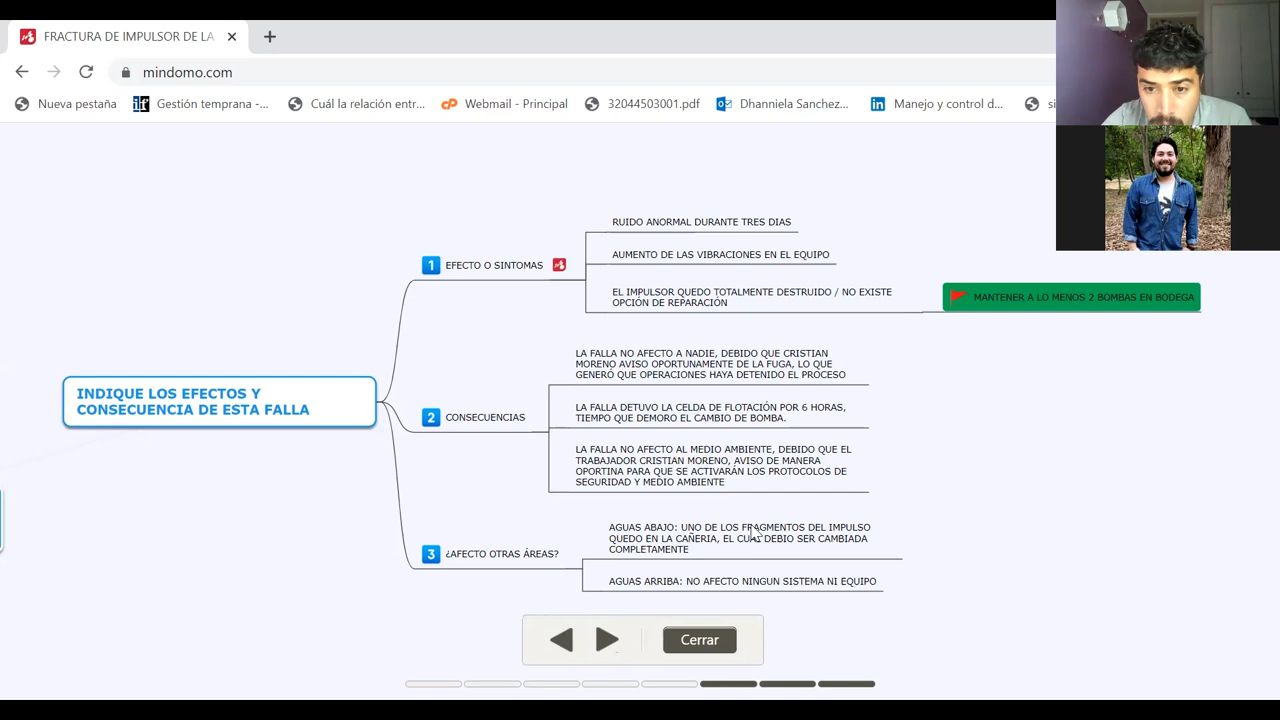 FRACTURA DE IMPULSOR DE LA
mindomo.com
Nueva pestaña
Gestión temprana -...
Cuál la relación entr...
Webmail - Principal
32044503001.pdf
Dhanniela Sanchez...
Manejo y control d...
si
RUIDO ANORMAL DURANTE TRES DIAS
1 EFECTO O SINTOMAS
AUMENTO DE LAS VIBRACIONES EN EL EQUIPO
EL IMPULSOR QUEDO TOTALMENTE DESTRUIDO / NO EXISTE
OPCIÓN DE REPARACIÓN
MANTENER A LO MENOS 2 BOMBAS EN BODEGA
INDIQUE LOS EFECTOS Y
CONSECUENCIA DE ESTA FALLA
2 CONSECUENCIAS
LA FALLA NO AFECTO A NADIE, DEBIDO QUE CRISTIAN
MORENO AVISO OPORTUNAMENTE DE LA FUGA, LO QUE
GENERÓ QUE OPERACIONES HAYA DETENIDO EL PROCESO
LA FALLA DETUVO LA CELDA DE FLOTACIÓN POR 6 HORAS,
TIEMPO QUE DEMORO EL CAMBIO DE BOMBA.
LA FALLA NO AFECTO AL MEDIO AMBIENTE, DEBIDO QUE EL
TRABAJADOR CRISTIAN MORENO, AVISO DE MANERA
OPORTINA PARA QUE SE ACTIVARÁN LOS PROTOCOLOS DE
SEGURIDAD Y MEDIO AMBIENTE
3 ¿AFECTO OTRAS ÁREAS?
AGUAS ABAJO: UNO DE LOS FRAGMENTOS DEL IMPULSO
QUEDO EN LA CAÑERIA, EL CUAL DEBIO SER CAMBIADA
COMPLETAMENTE
AGUAS ARRIBA: NO AFECTO NINGUN SISTEMA NI EQUIPO
Cerrar